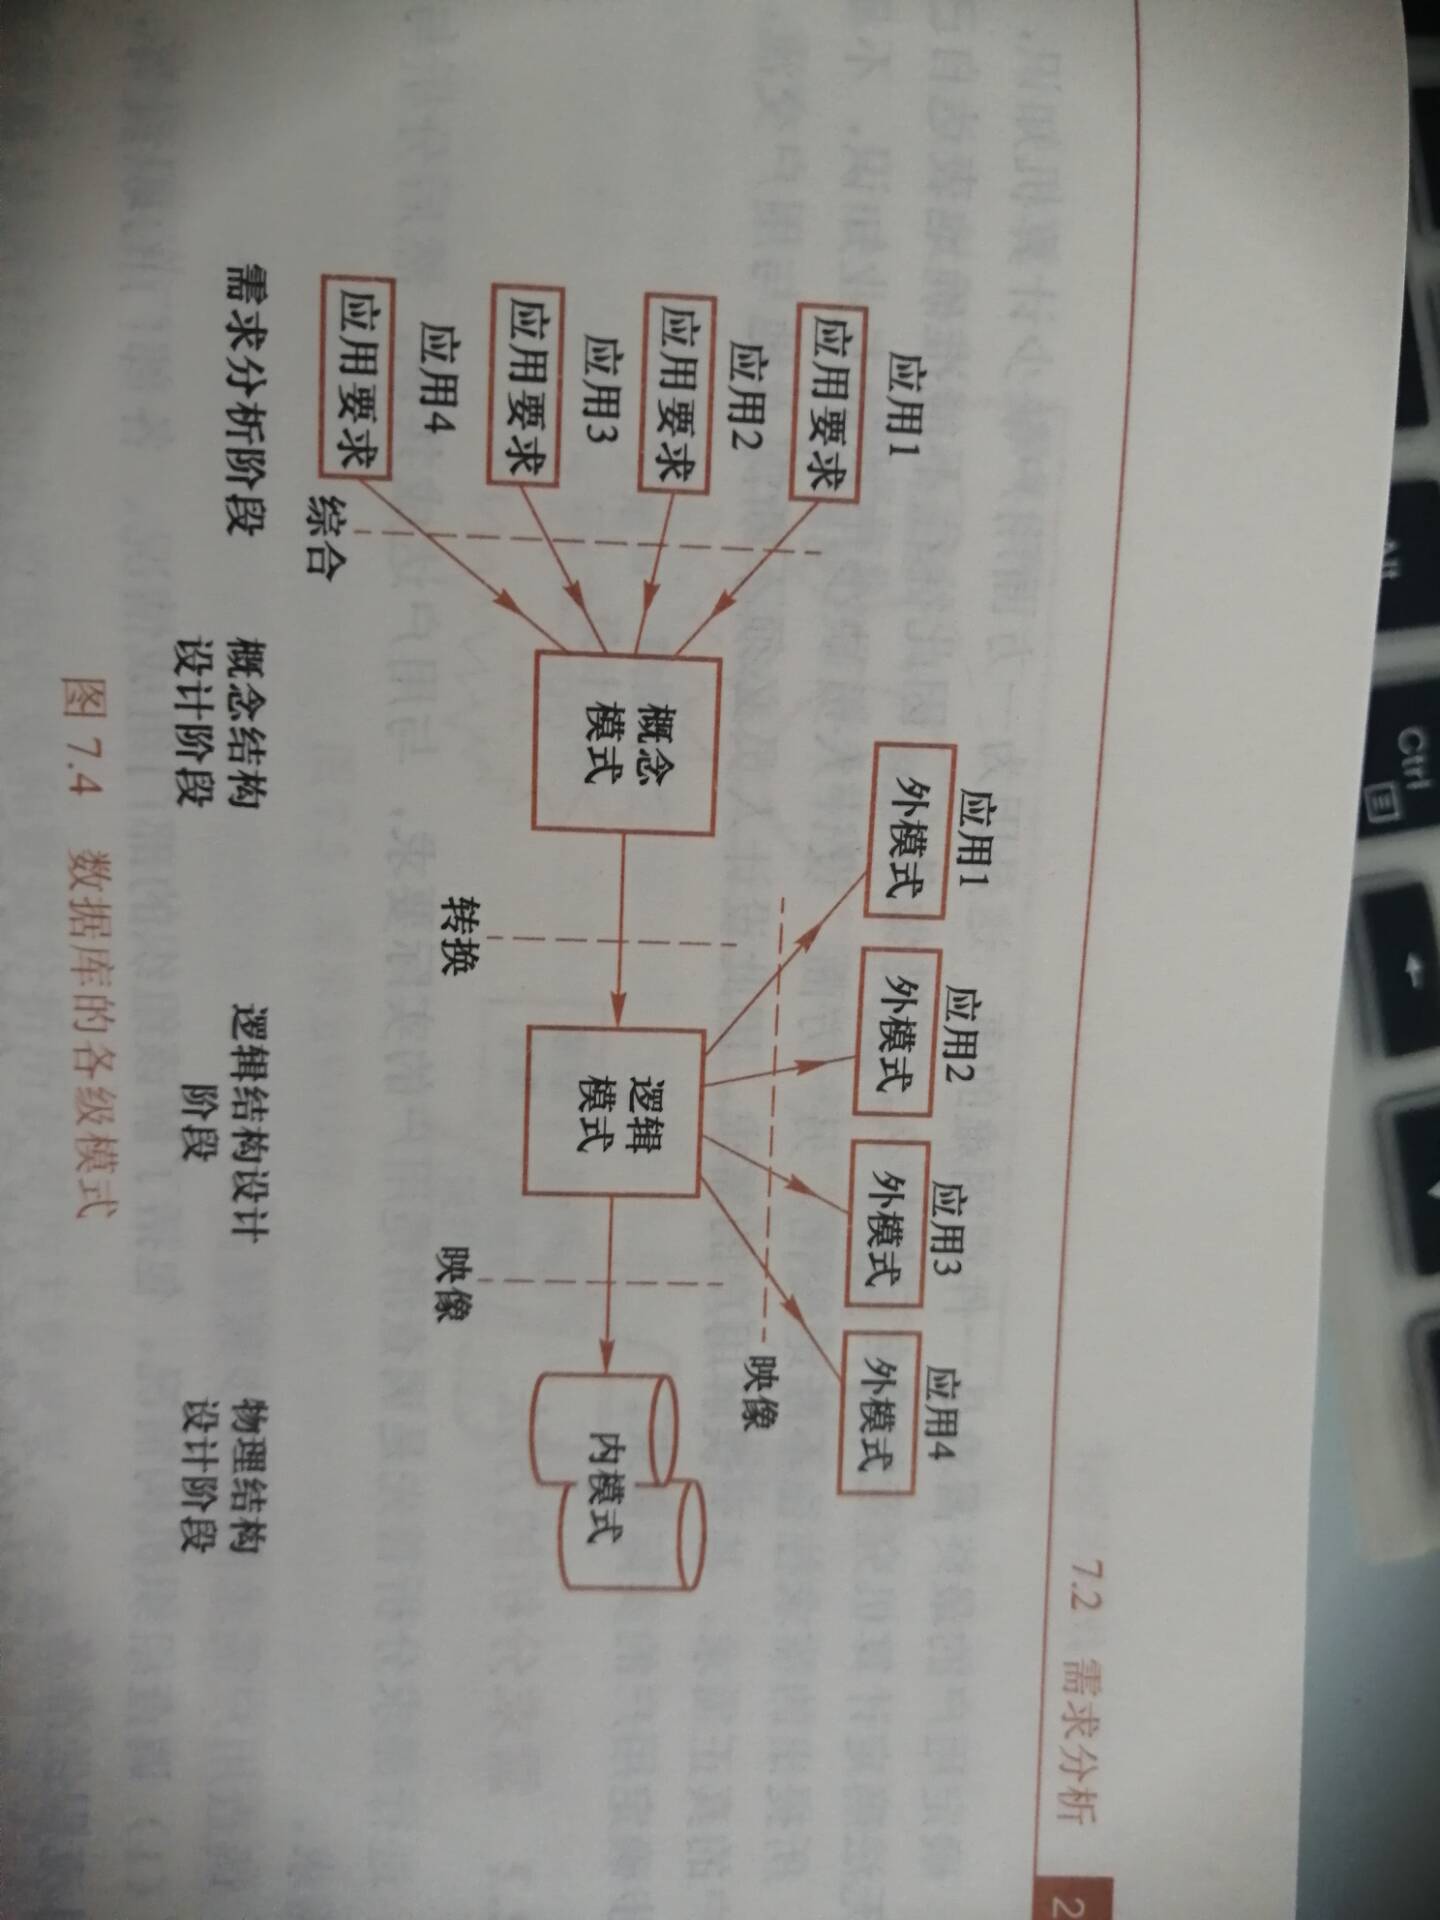 7.2 需求分析
2
应用1
应用2
应用3
应用4
外模式
外模式
外模式
外模式
应用1
应用要求
应用2
应用要求
应用3
应用要求
应用4
应用要求
映像
概念
模式
逻辑
模式
内模式
综合
转换
映像
需求分析阶段
概念结构
设计阶段
逻辑结构设计
阶段
物理结构
设计阶段
图 7.4 数据库的各级模式
Alt
Ctrl